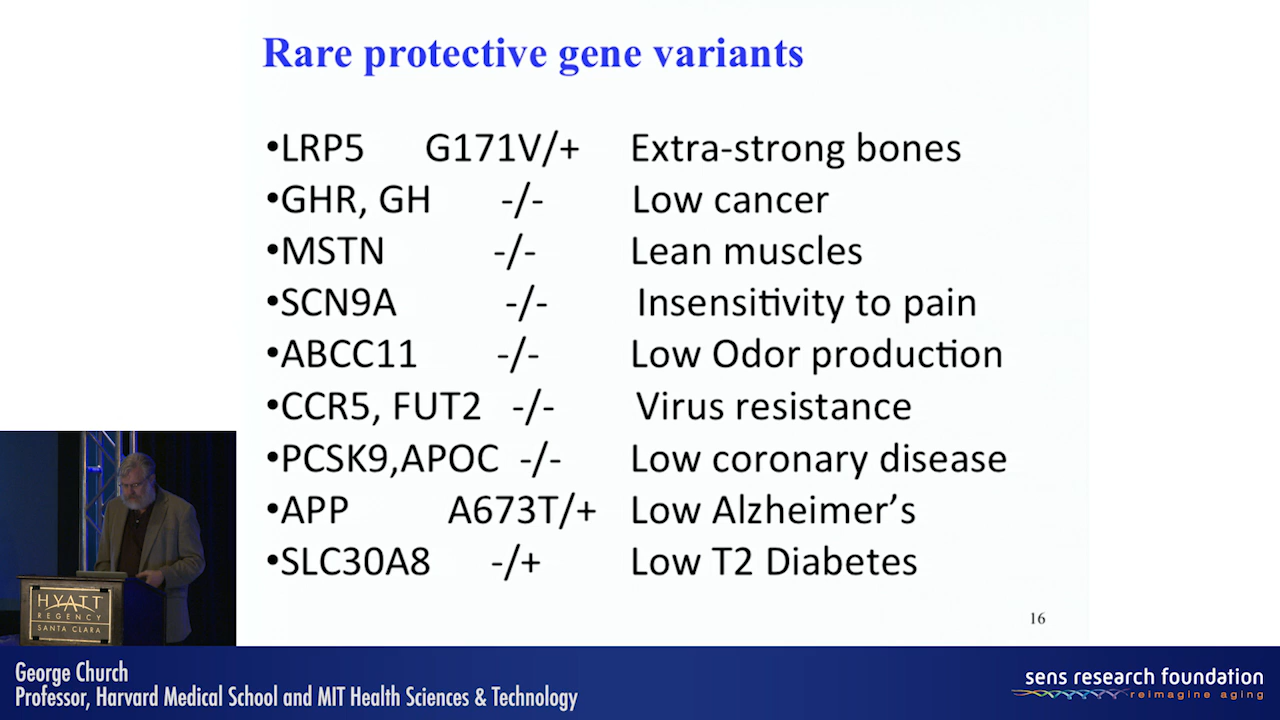 Rare protective gene variants
•LRP5 G171V/+ Extra-strong bones
•GHR, GH -/- Low cancer
•MSTN -/- Lean muscles
•SCN9A -/- Insensitivity to pain
•ABCC11 -/- Low Odor production
•CCR5, FUT2 -/- Virus resistance
•PCSK9,APOC -/- Low coronary disease
•APP A673T/+ Low Alzheimer's
•SLC30A8 -/+ Low T2 Diabetes
16
HYATT
REGENCY
SANTA CLARA
George Church
Professor, Harvard Medical School and MIT Health Sciences & Technology
sens research foundation
reimagine aging